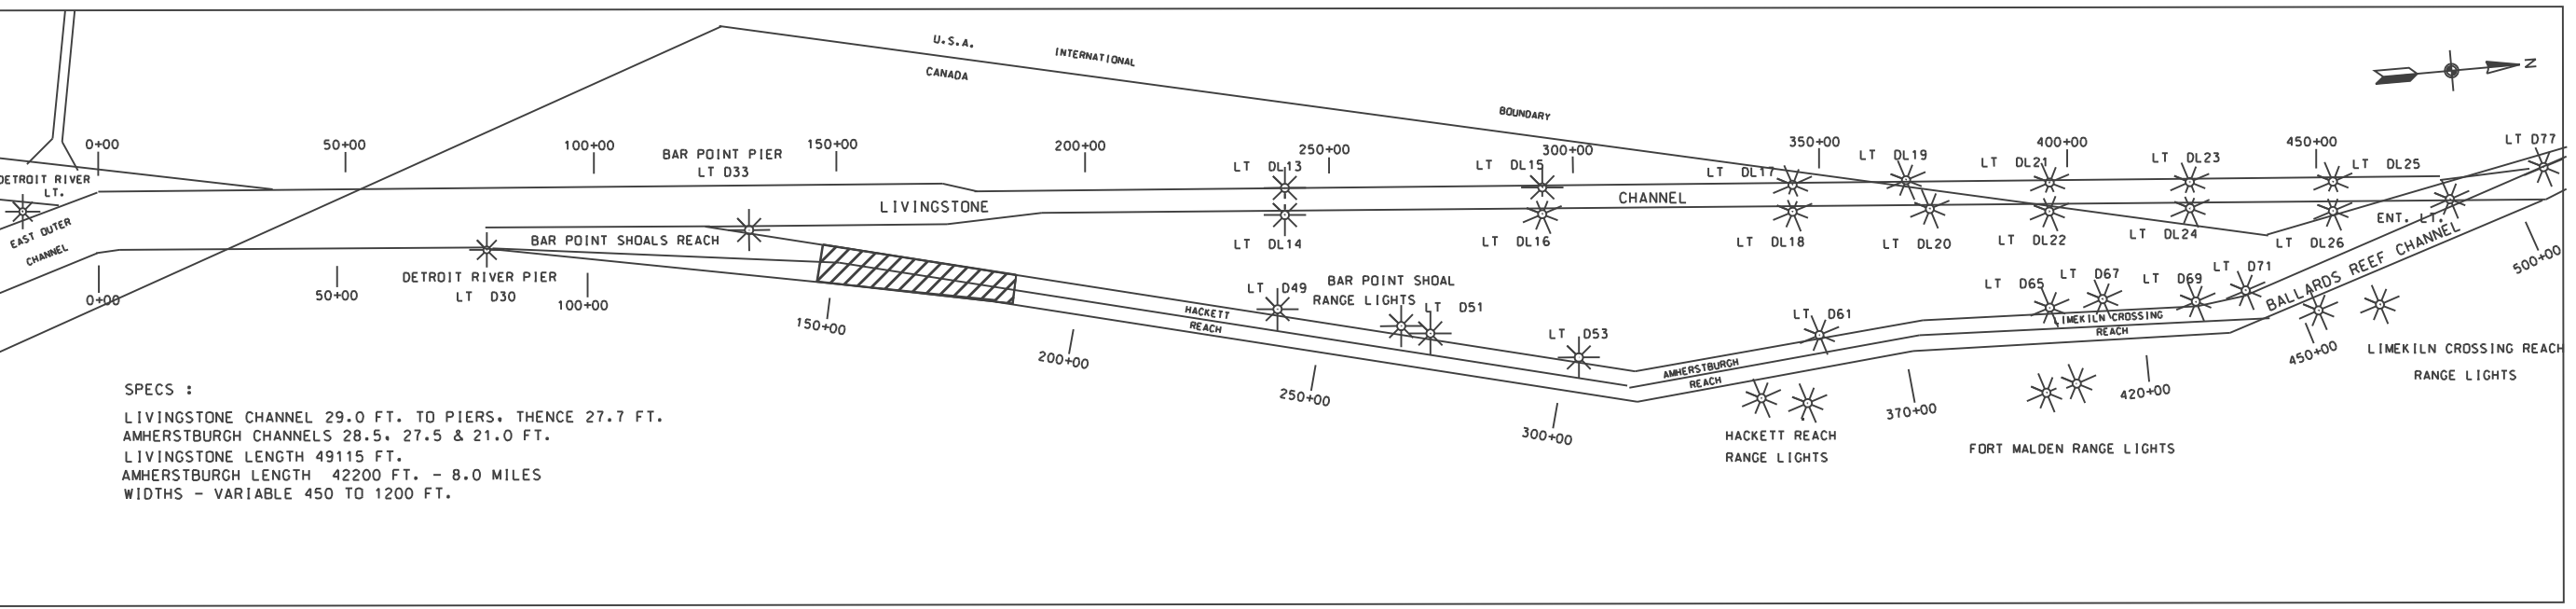 U.S.A.
INTERNATIONAL
CANADA
BOUNDARY
N
0+00
50+00
100+00
BAR POINT PIER
LT D33
150+00
200+00
250+00
300+00
350+00
400+00
450+00
LT D77
LT DL13
LT DL15
LT DL17
LT DL19
LT DL21
LT DL23
LT DL25
DETROIT RIVER
LT.
LIVINGSTONE
CHANNEL
EAST OUTER
CHANNEL
BAR POINT SHOALS REACH
LT DL14
LT DL16
LT DL18
LT DL20
LT DL22
LT DL24
LT DL26
ENT. LT.
500+00
DETROIT RIVER PIER
LT D30
0+00
50+00
100+00
150+00
200+00
250+00
300+00
370+00
420+00
450+00
LT D49
BAR POINT SHOAL
RANGE LIGHTS
LT D51
LT D53
LT D61
LT D65
LT D67
LT D69
LT D71
BALLARDS REEF CHANNEL
HACKETT
REACH
AMHERSTBURGH
REACH
LIMEKILN CROSSING
REACH
LIMEKILN CROSSING REACH
RANGE LIGHTS
HACKETT REACH
RANGE LIGHTS
FORT MALDEN RANGE LIGHTS
SPECS :
LIVINGSTONE CHANNEL 29.0 FT. TO PIERS. THENCE 27.7 FT.
AMHERSTBURGH CHANNELS 28.5. 27.5 & 21.0 FT.
LIVINGSTONE LENGTH 49115 FT.
AMHERSTBURGH LENGTH 42200 FT. - 8.0 MILES
WIDTHS - VARIABLE 450 TO 1200 FT.